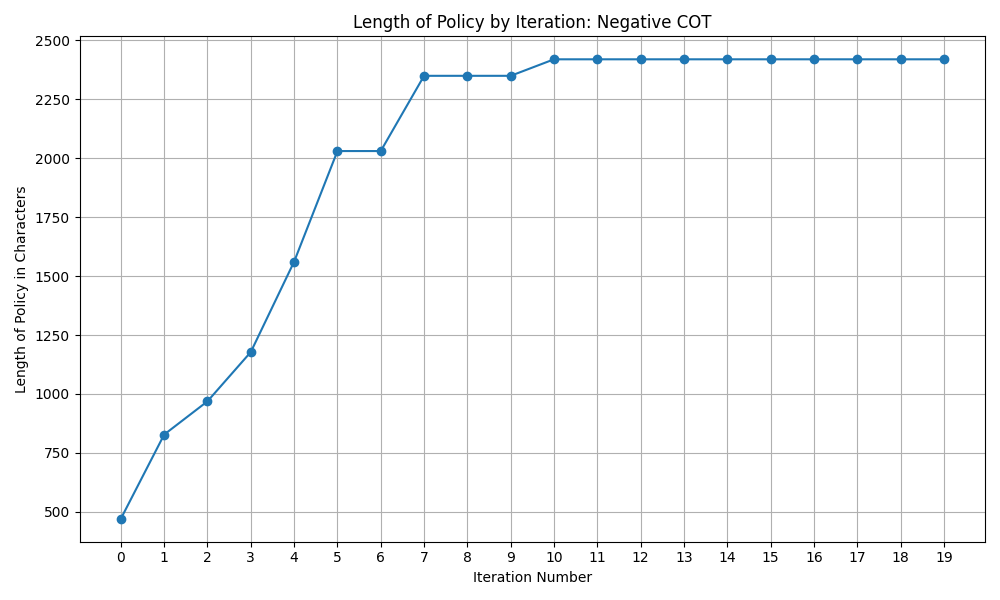 Length of Policy by Iteration: Negative COT
2500
2250
2000
1750
1500
1250
1000
750
500
Length of Policy in Characters
0 1 2 3 4 5 6 7 8 9 10 11 12 13 14 15 16 17 18 19
Iteration Number